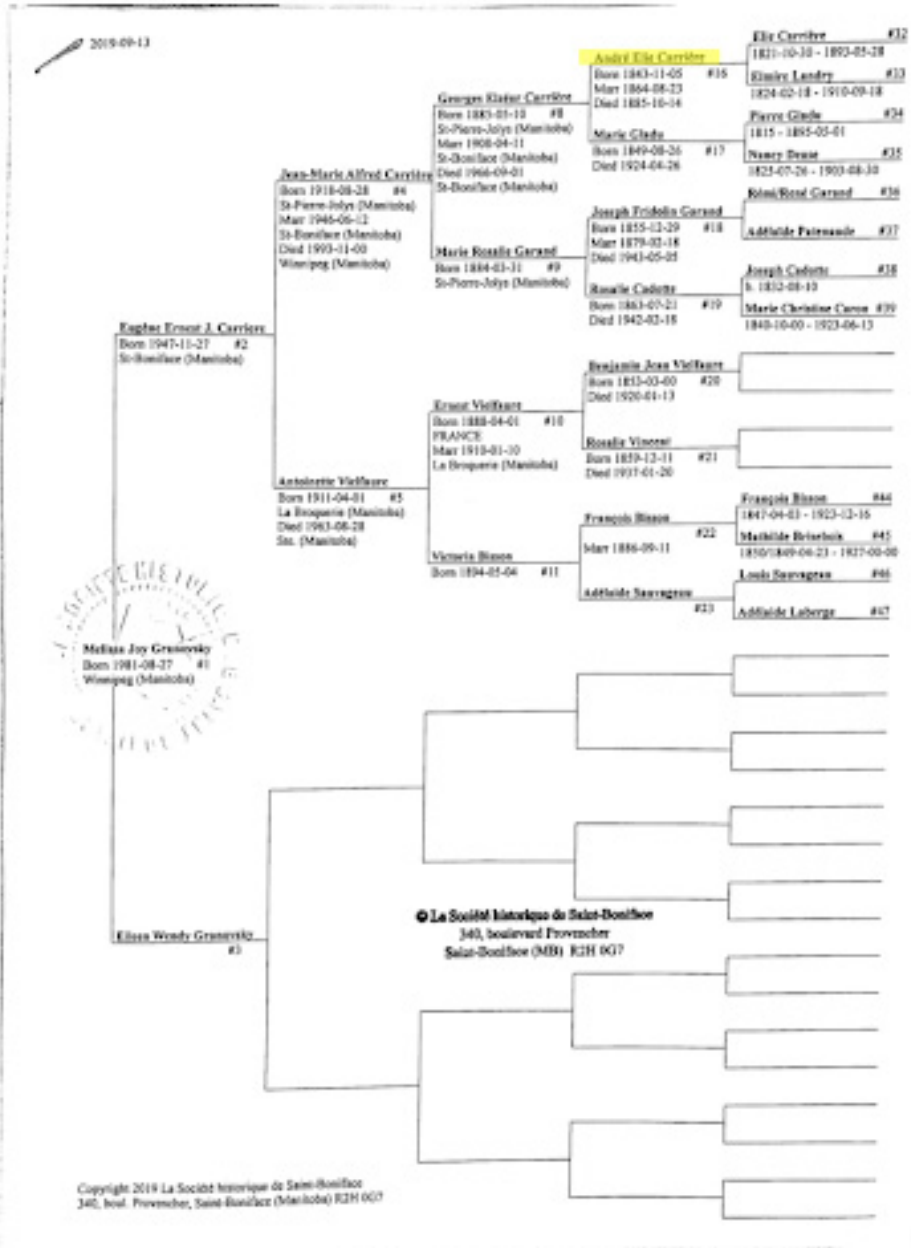 2019-09-13
Elie Carrière #32
1821-10-30 - 1893-05-28
André Elie Carrière
Born 1843-11-05 #16
Marr 1864-08-23
Died 1885-10-14
Elmire Landry #33
1824-02-18 - 1910-09-18
Georges Elzéar Carrière
Born 1885-05-10 #8
St-Pierre-Jolys (Manitoba)
Marr 1908-04-11
St-Boniface (Manitoba)
Died 1966-09-01
St-Boniface (Manitoba)
Pierre Gladu #34
1815 - 1895-05-01
Marie Gladu
Born 1849-08-26 #17
Died 1924-04-26
Nancy #35
1825-07-26 - 1903-08-30
Jean-Marie Alfred Carrière
Born 1918-08-28 #4
St-Pierre-Jolys (Manitoba)
Marr 1946-06-12
St-Boniface (Manitoba)
Died 1993-11-00
Winnipeg (Manitoba)
Rémi/René Garand #36
Joseph Fridolin Garand
Born 1855-12-29 #18
Marr 1879-02-18
Died 1943-05-05
Adélaïde Patenaude #37
Marie Rosalie Garand
Born 1884-03-31 #9
St-Pierre-Jolys (Manitoba)
Joseph Cadotte #38
b. 1832-08-10
Rosalie Cadotte
Born 1863-07-21 #19
Died 1942-02-18
Marie Christine Caron #39
1840-10-00 - 1923-06-13
Eugène Ernest J. Carriere
Born 1947-11-27 #2
St-Boniface (Manitoba)
Benjamin Jean Vielfaure
Born 1853-03-00 #20
Died 1920-01-13
Ernest Vielfaure
Born 1888-04-01 #10
FRANCE
Marr 1910-01-10
La Broquerie (Manitoba)
Rosalie Vincent
Born 1859-12-11 #21
Died 1937-01-20
Antoinette Vielfaure
Born 1911-04-01 #5
La Broquerie (Manitoba)
Died 1963-08-28
Ste. (Manitoba)
François Bisson #44
1847-04-03 - 1923-12-16
François Bisson
#22
Marr 1886-09-11
Mathilde Brisebois #45
1850/1849-04-23 - 1927-00-00
Victoria Bisson
Born 1894-05-04 #11
Louis Sauvageau #46
Adélaïde Sauvageau
#23
Adélaïde Laberge #47
Melissa Joy Grunovsky
Born 1981-08-27 #1
Winnipeg (Manitoba)
Eileen Wendy Grunovsky
#3
© La Société historique de Saint-Boniface
340, boulevard Provencher
Saint-Boniface (MB) R2H 0G7
Copyright 2019 La Société historique de Saint-Boniface
340, boul. Provencher, Saint-Boniface (Manitoba) R2H 0G7